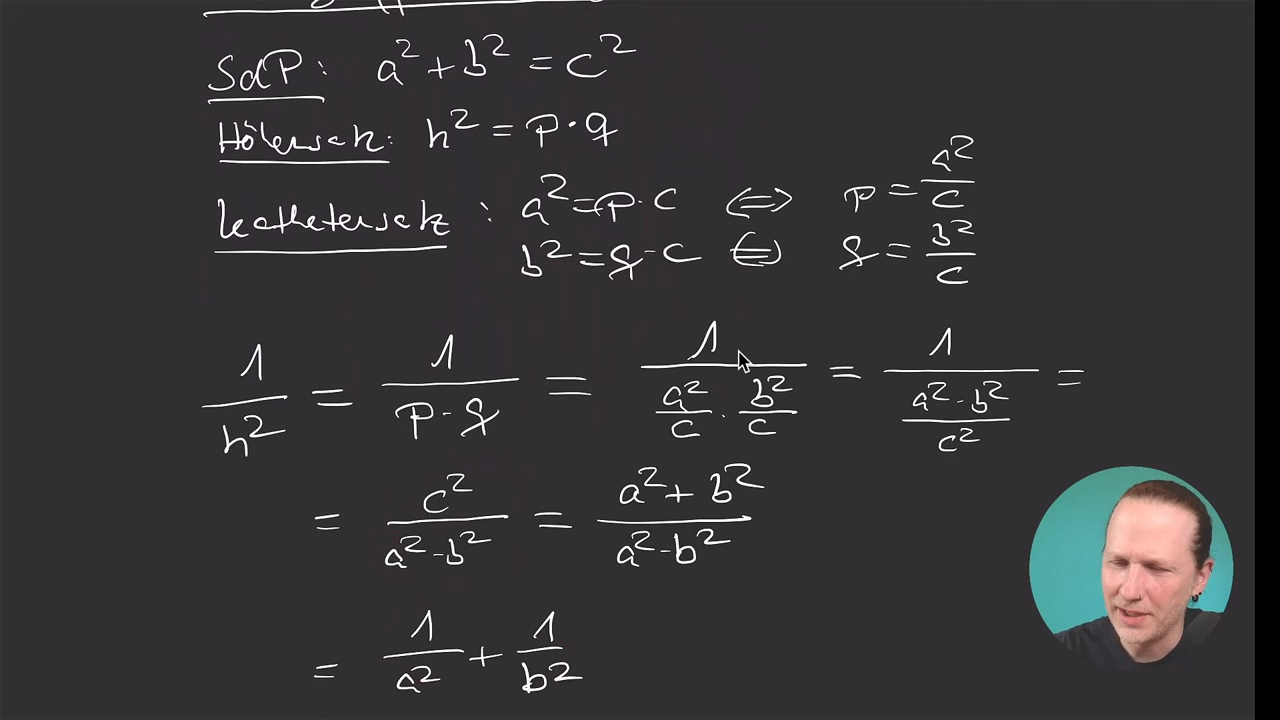 SdP: a² + b² = c²
Höhensatz: h² = p · q
Kathetensatz: a² = p · c ⇔ p = a²/c
b² = q · c ⇔ q = b²/c
1/h² = 1/(p · q) = 1/(a²/c · b²/c) = 1/((a² · b²)/c²) =
= c²/(a² · b²) = (a² + b²)/(a² · b²)
= 1/a² + 1/b²